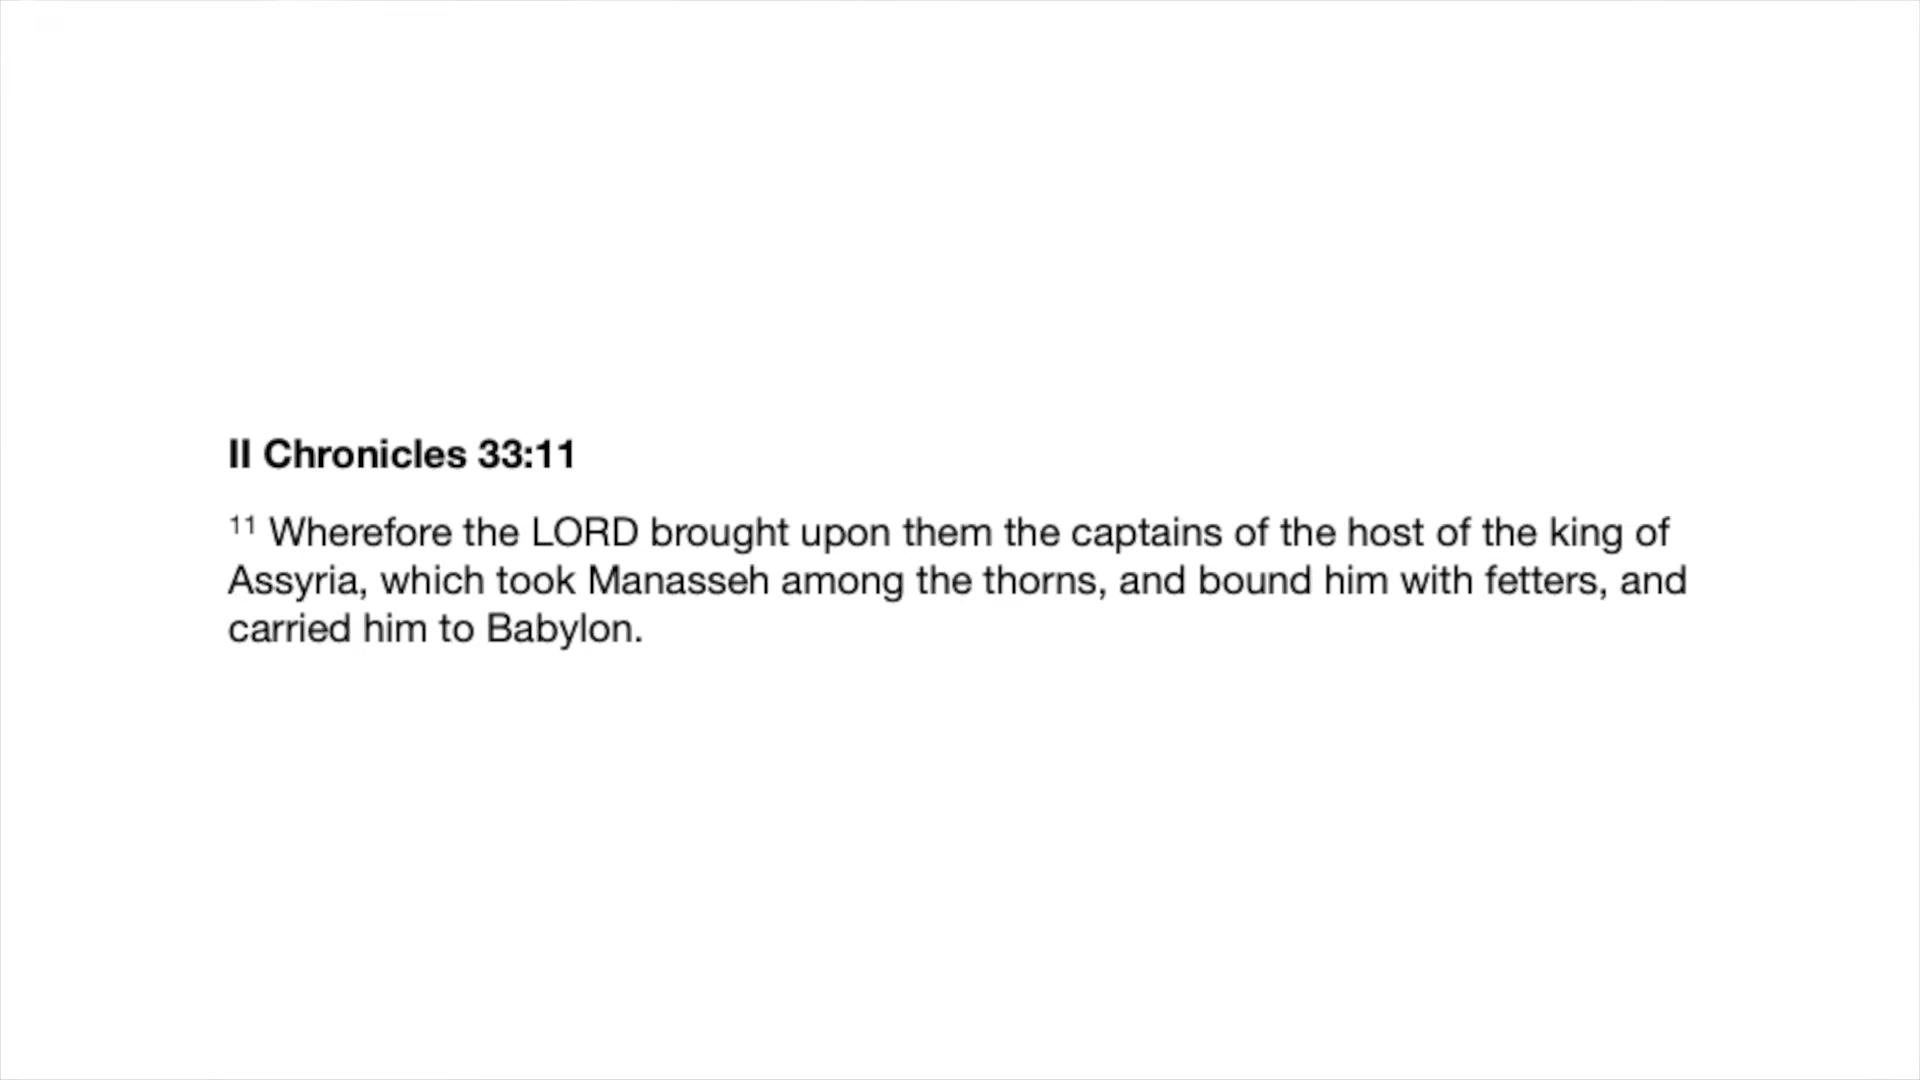 II Chronicles 33:11
11 Wherefore the LORD brought upon them the captains of the host of the king of
Assyria, which took Manasseh among the thorns, and bound him with fetters, and
carried him to Babylon.